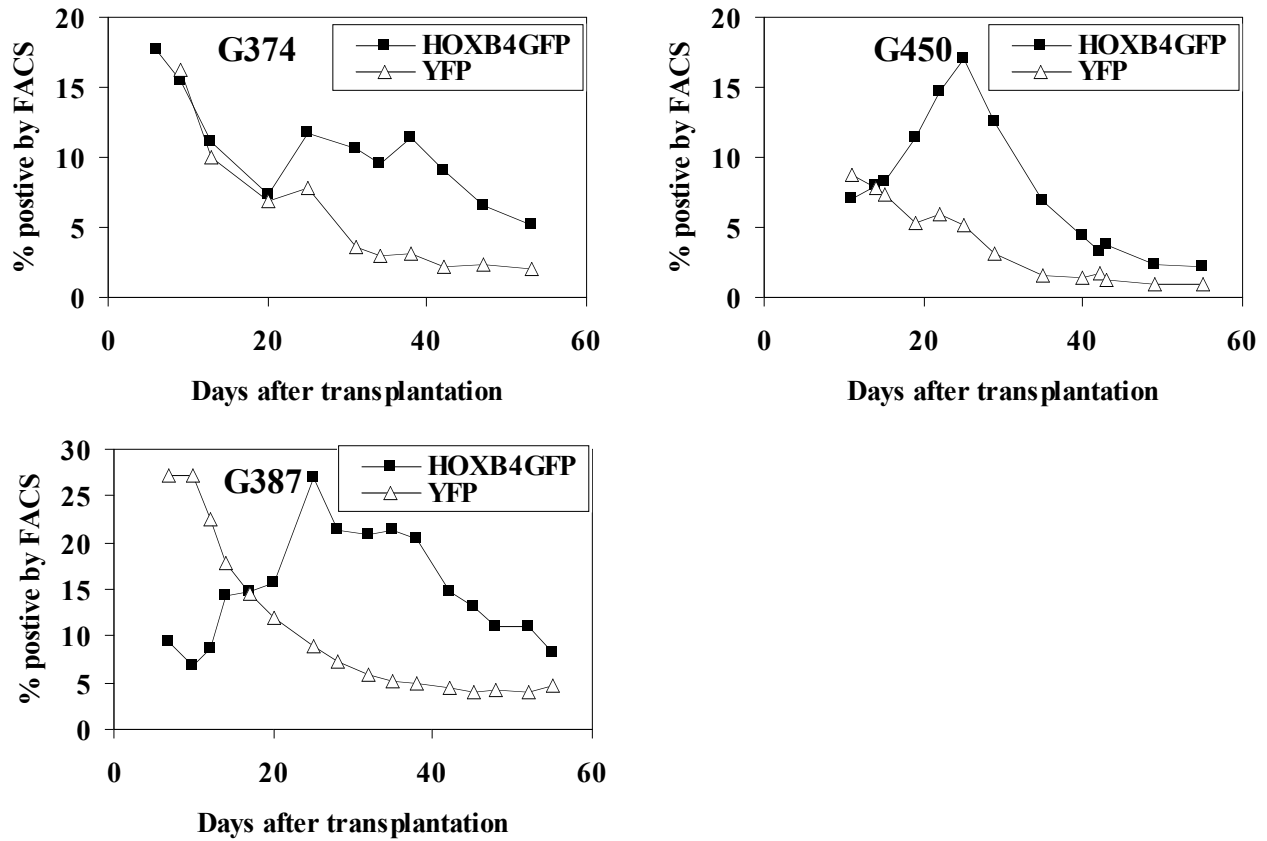 20
15
10
5
0
% postive by FACS
G374
HOXB4GFP
YFP
0 20 40 60
Days after transplantation
20
15
10
5
0
% postive by FACS
G450
HOXB4GFP
YFP
0 20 40 60
Days after transplantation
30
25
20
15
10
5
0
% postive by FACS
G387
HOXB4GFP
YFP
0 20 40 60
Days after transplantation